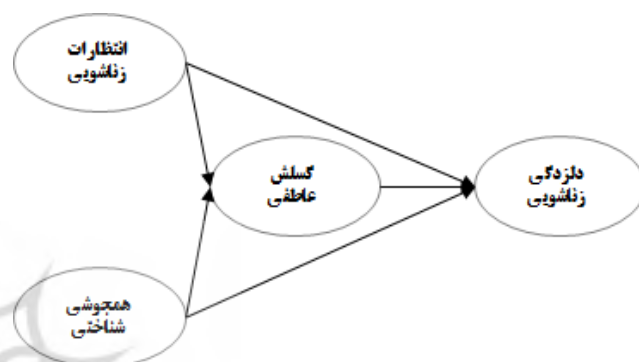 انتظارات
زناشویی
گسلش
عاطفی
دلزدگی
زناشویی
همجوشی
شناختی